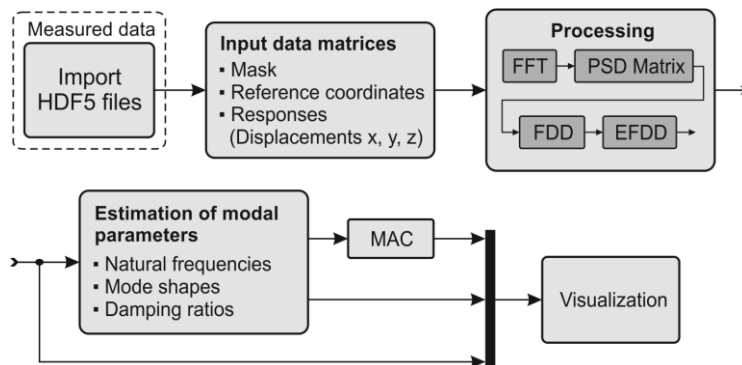 Measured data
Import
HDF5 files
Input data matrices
▪ Mask
▪ Reference coordinates
▪ Responses
(Displacements x, y, z)
Processing
FFT
PSD Matrix
FDD
EFDD
Estimation of modal
parameters
▪ Natural frequencies
▪ Mode shapes
▪ Damping ratios
MAC
Visualization